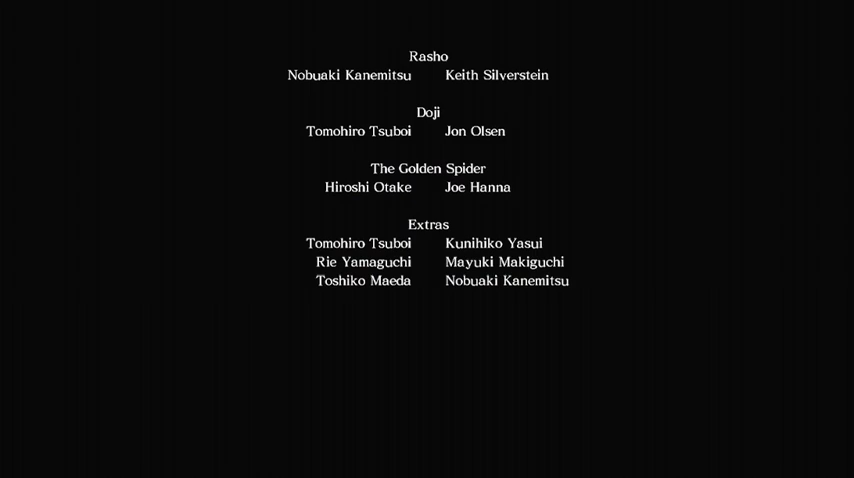 Rasho
Nobuaki Kanemitsu Keith Silverstein
Doji
Tomohiro Tsuboi Jon Olsen
The Golden Spider
Hiroshi Otake Joe Hanna
Extras
Tomohiro Tsuboi Kunihiko Yasui
Rie Yamaguchi Mayuki Makiguchi
Toshiko Maeda Nobuaki Kanemitsu